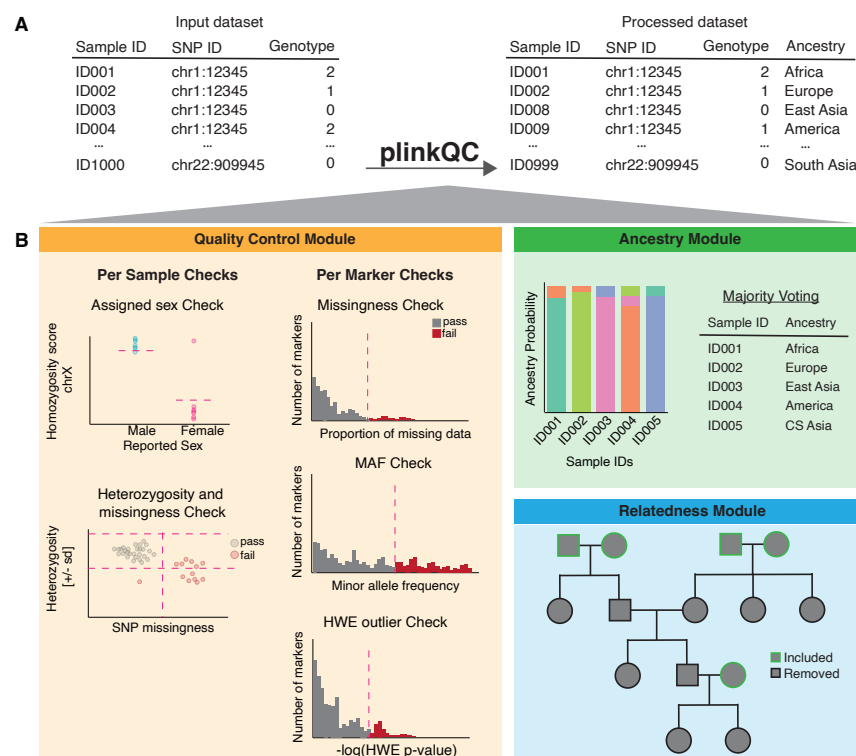 A
Input dataset
Sample ID SNP ID Genotype
ID001 chr1:12345 2
ID002 chr1:12345 1
ID003 chr1:12345 0
ID004 chr1:12345 2
... ... ...
ID1000 chr22:909945 0
plinkQC
Processed dataset
Sample ID SNP ID Genotype Ancestry
ID001 chr1:12345 2 Africa
ID002 chr1:12345 1 Europe
ID008 chr1:12345 0 East Asia
ID009 chr1:12345 1 America
... ... ... ...
ID0999 chr22:909945 0 South Asia
B
Quality Control Module
Per Sample Checks
Assigned sex Check
Homozygosity score
chrX
Male Female
Reported Sex
Heterozygosity and
missingness Check
Heterozygosity
[+/- sd]
pass
fail
SNP missingness
Per Marker Checks
Missingness Check
pass
fail
Number of markers
Proportion of missing data
MAF Check
Number of markers
Minor allele frequency
HWE outlier Check
Number of markers
-log(HWE p-value)
Ancestry Module
Ancestry Probability
ID001 ID002 ID003 ID004 ID005
Sample IDs
Majority Voting
Sample ID Ancestry
ID001 Africa
ID002 Europe
ID003 East Asia
ID004 America
ID005 CS Asia
Relatedness Module
Included
Removed